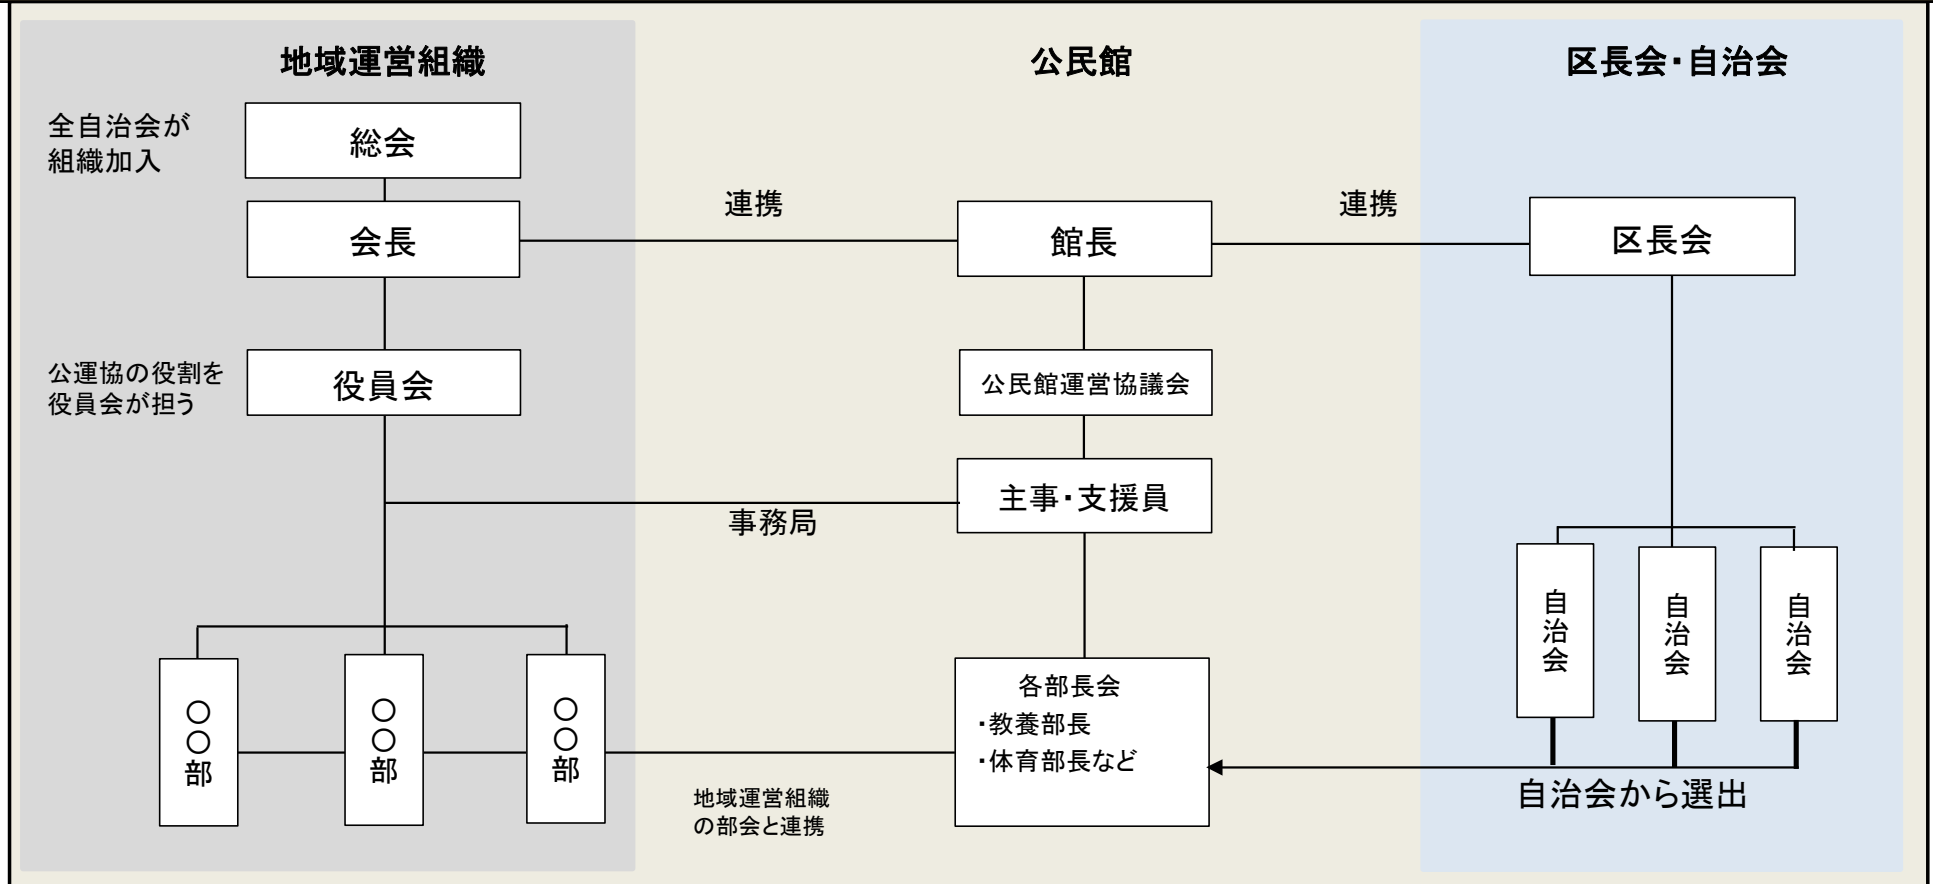 地域運営組織
全自治会が
組織加入
総会
会長
公運協の役割を
役員会が担う
役員会
〇〇部
〇〇部
〇〇部
公民館
連携
館長
公民館運営協議会
主事・支援員
事務局
各部長会
・教養部長
・体育部長など
地域運営組織
の部会と連携
区長会・自治会
連携
区長会
自治会
自治会
自治会
自治会から選出